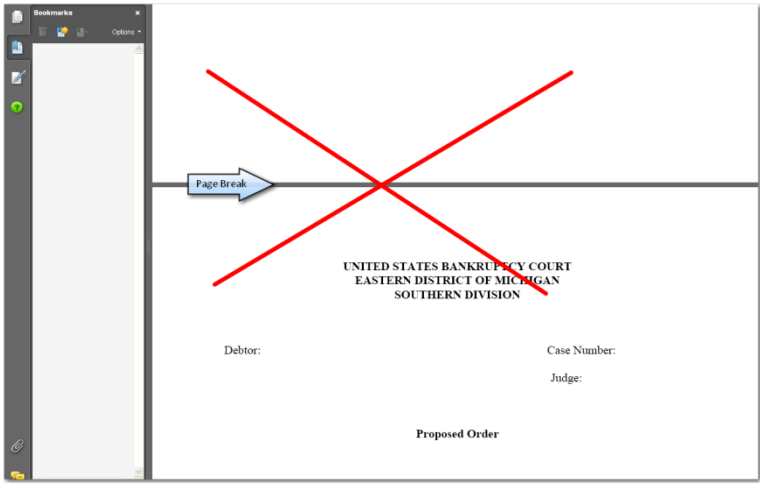 Bookmarks
Options
Page Break
UNITED STATES BANKRUPTCY COURT
EASTERN DISTRICT OF MICHIGAN
SOUTHERN DIVISION
Debtor:
Case Number:
Judge:
Proposed Order